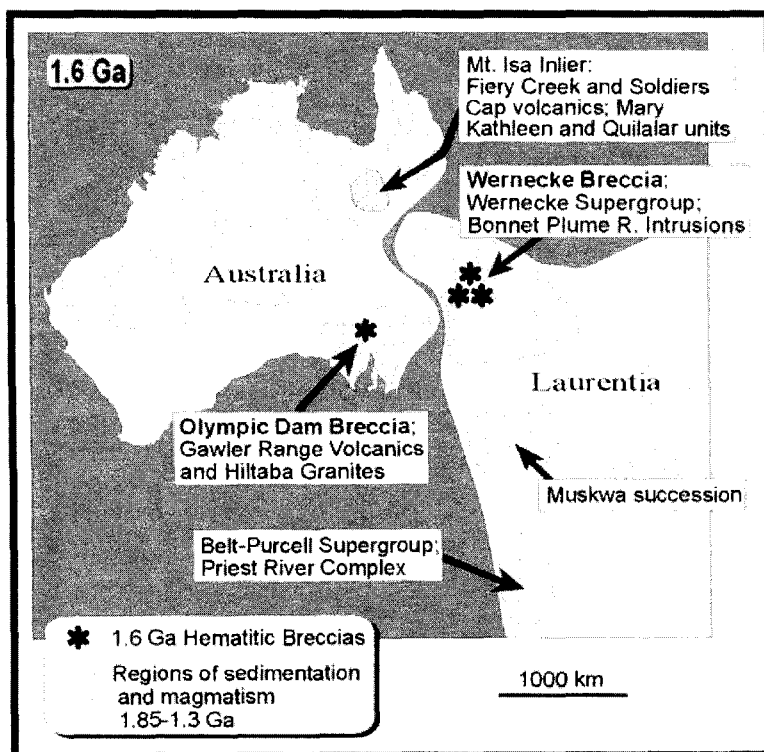 1.6 Ga
Mt. Isa Inlier:
Fiery Creek and Soldiers
Cap volcanics; Mary
Kathleen and Quilalar units
Wernecke Breccia;
Wernecke Supergroup;
Bonnet Plume R. Intrusions
Australia
Laurentia
Olympic Dam Breccia;
Gawler Range Volcanics
and Hiltaba Granites
Muskwa succession
Belt-Purcell Supergroup;
Priest River Complex
1.6 Ga Hematitic Breccias
Regions of sedimentation
and magmatism
1.85-1.3 Ga
1000 km